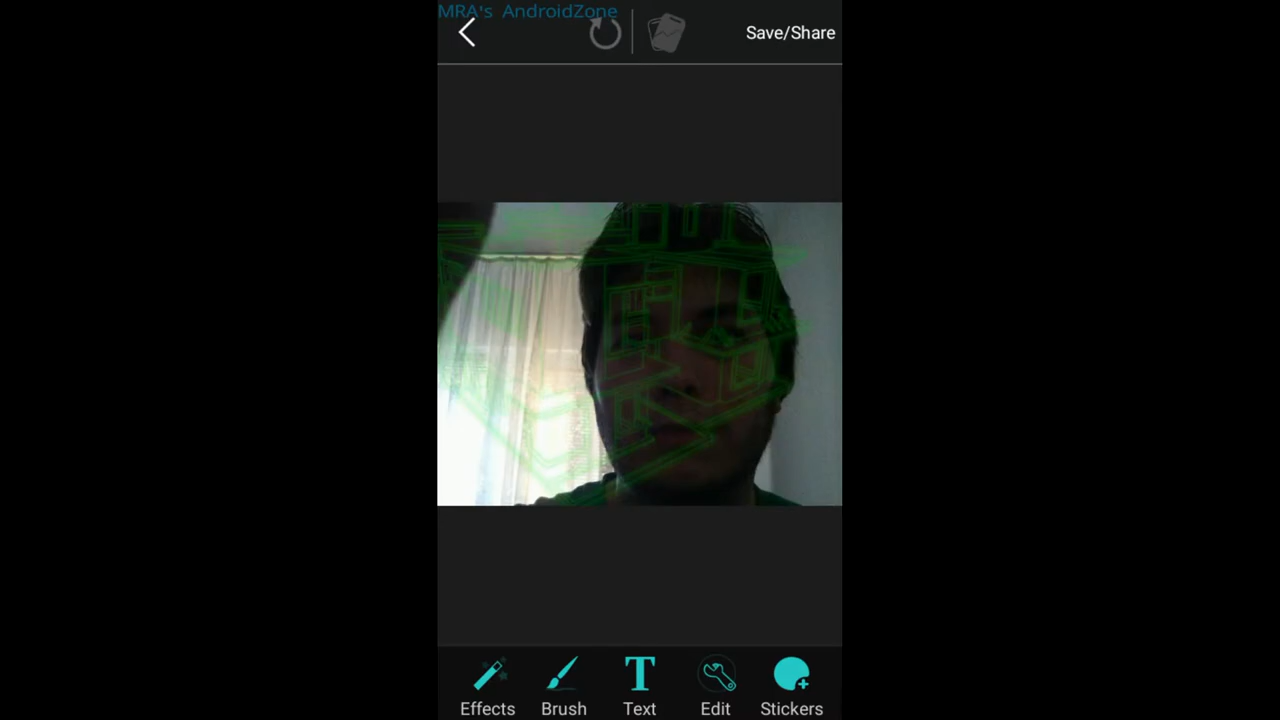 MRA's AndroidZone
Save/Share
Effects
Brush
T
Text
Edit
Stickers